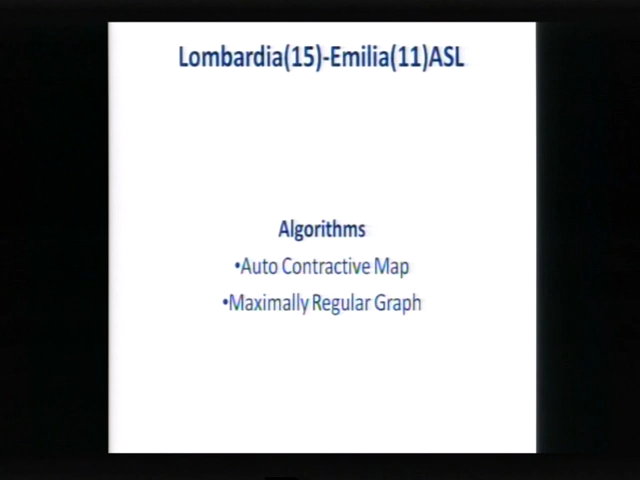 Lombardia(15)-Emilia(11)ASL
Algorithms
•Auto Contractive Map
•Maximally Regular Graph